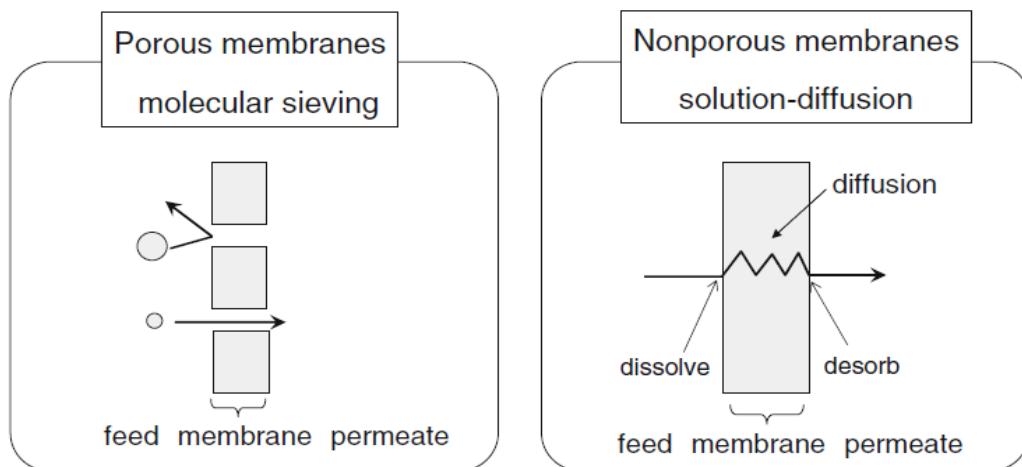 Porous membranes
molecular sieving
feed membrane permeate
Nonporous membranes
solution-diffusion
diffusion
dissolve
desorb
feed membrane permeate